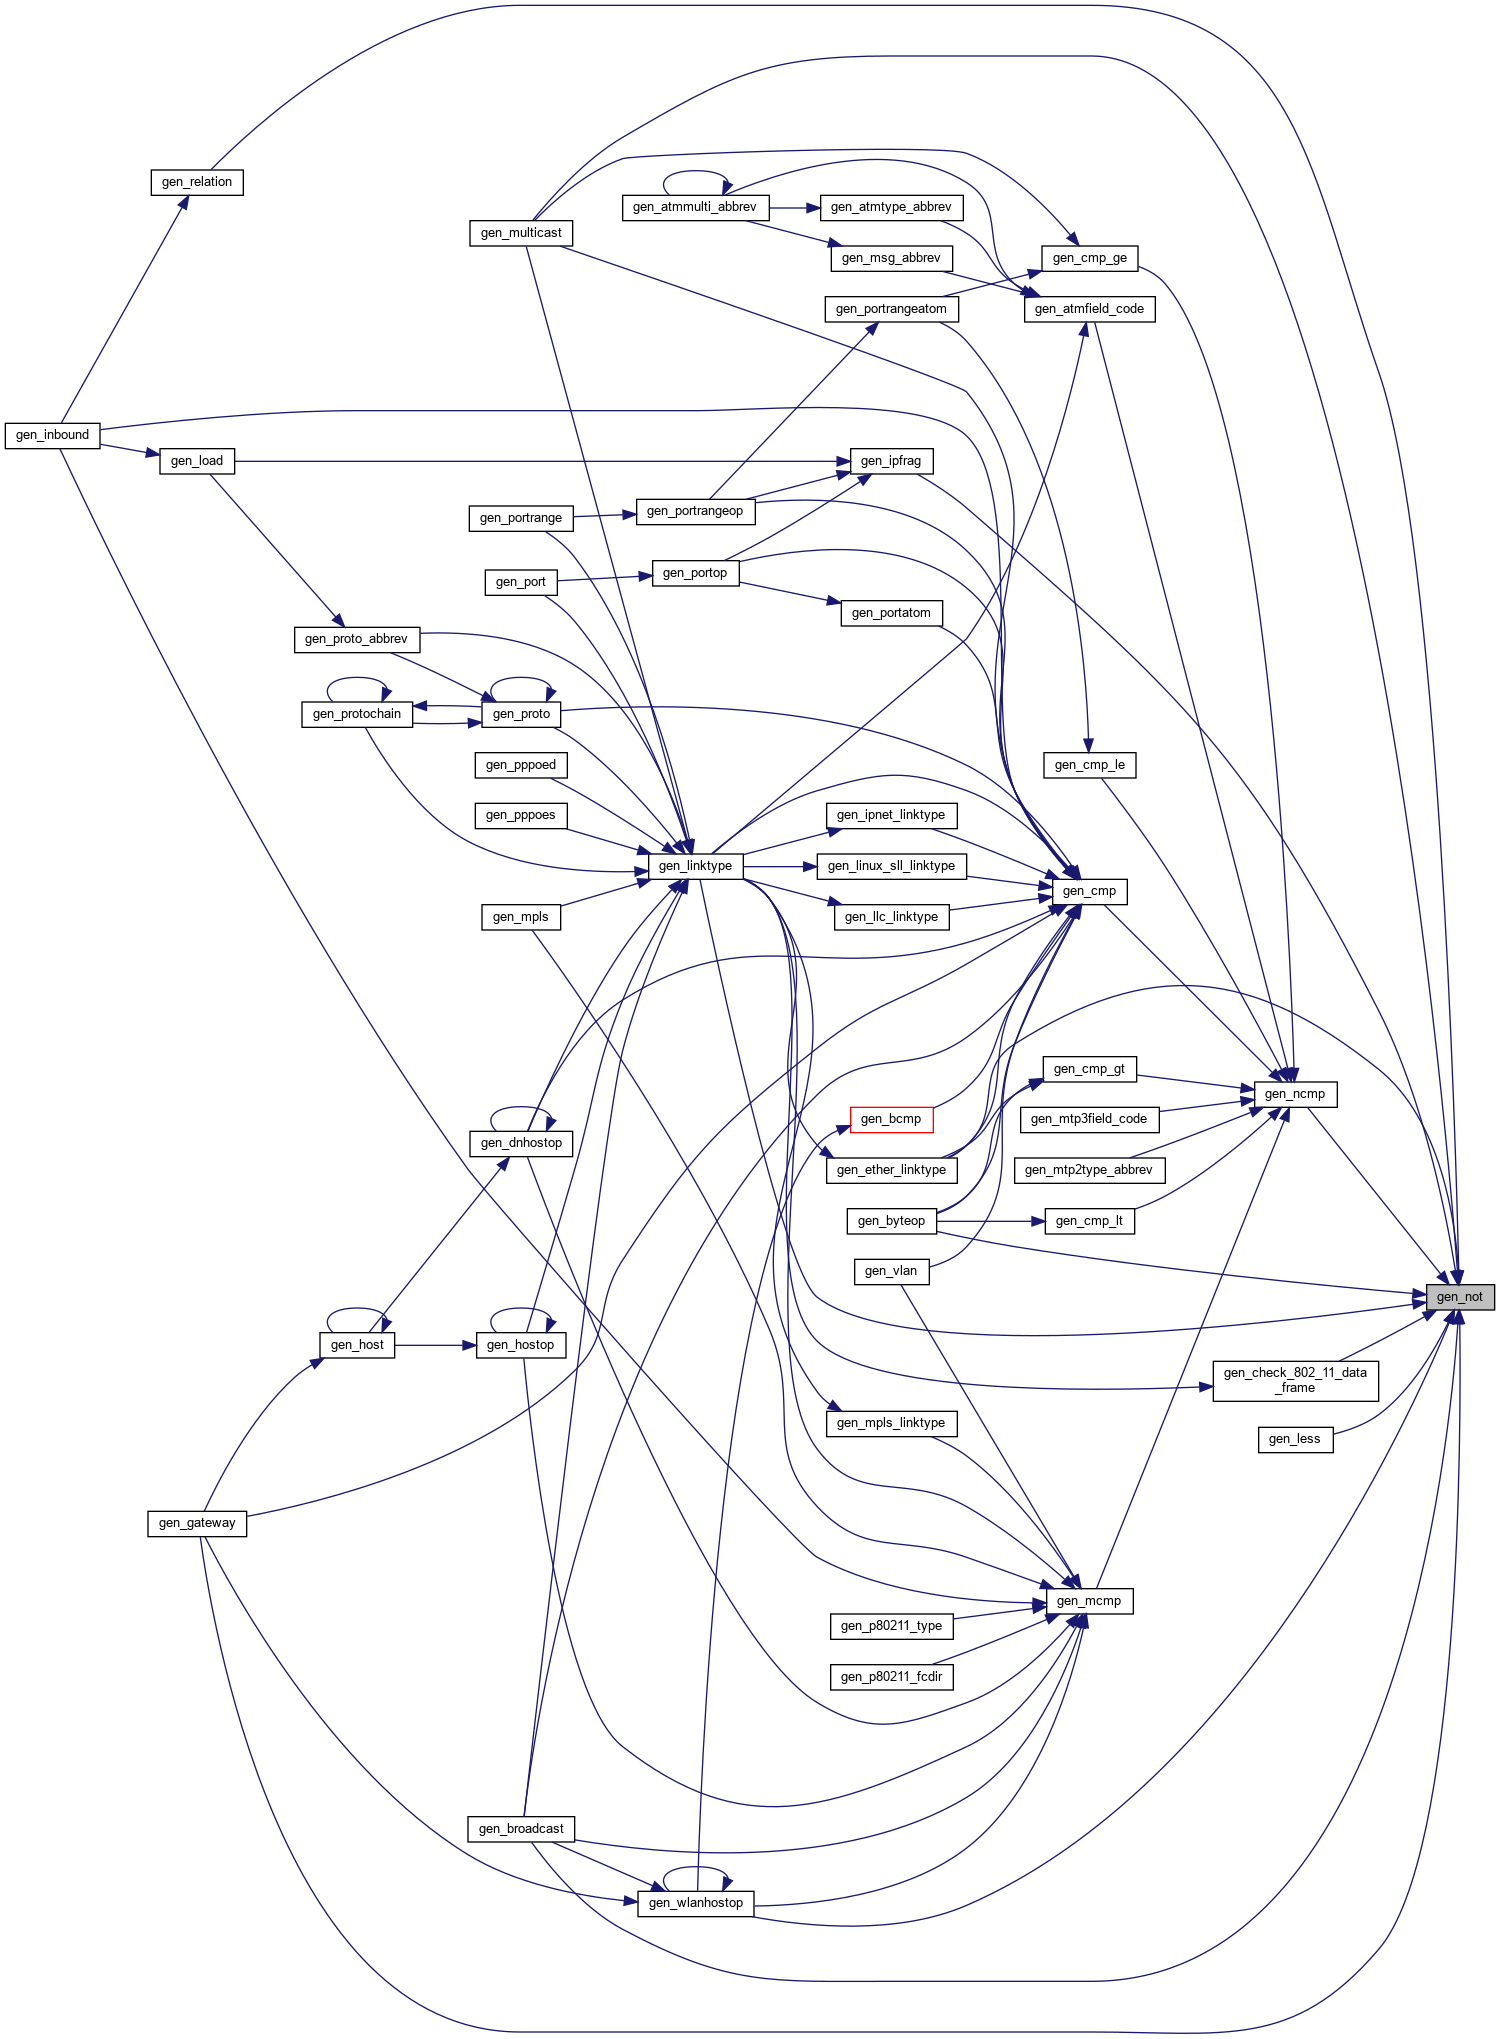 gen_relation
gen_atmmulti_abbrev
gen_atmtype_abbrev
gen_multicast
gen_msg_abbrev
gen_cmp_ge
gen_portrangeatom
gen_atmfield_code
gen_inbound
gen_load
gen_ipfrag
gen_portrange
gen_portrangeop
gen_port
gen_portop
gen_portatom
gen_proto_abbrev
gen_protochain
gen_proto
gen_pppoed
gen_cmp_le
gen_pppoes
gen_ipnet_linktype
gen_linktype
gen_linux_sll_linktype
gen_cmp
gen_mpls
gen_llc_linktype
gen_cmp_gt
gen_ncmp
gen_bcmp
gen_mtp3field_code
gen_dnhostop
gen_ether_linktype
gen_mtp2type_abbrev
gen_byteop
gen_cmp_lt
gen_vlan
gen_not
gen_host
gen_hostop
gen_check_802_11_data
_frame
gen_mpls_linktype
gen_less
gen_gateway
gen_mcmp
gen_p80211_type
gen_p80211_fcdir
gen_broadcast
gen_wlanhostop